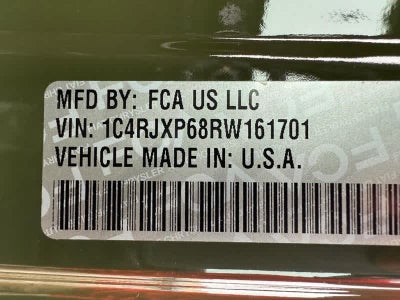 MFD BY: FCA US LLC
VIN: 1C4RJXP68RW161701
VEHICLE MADE IN: U.S.A.